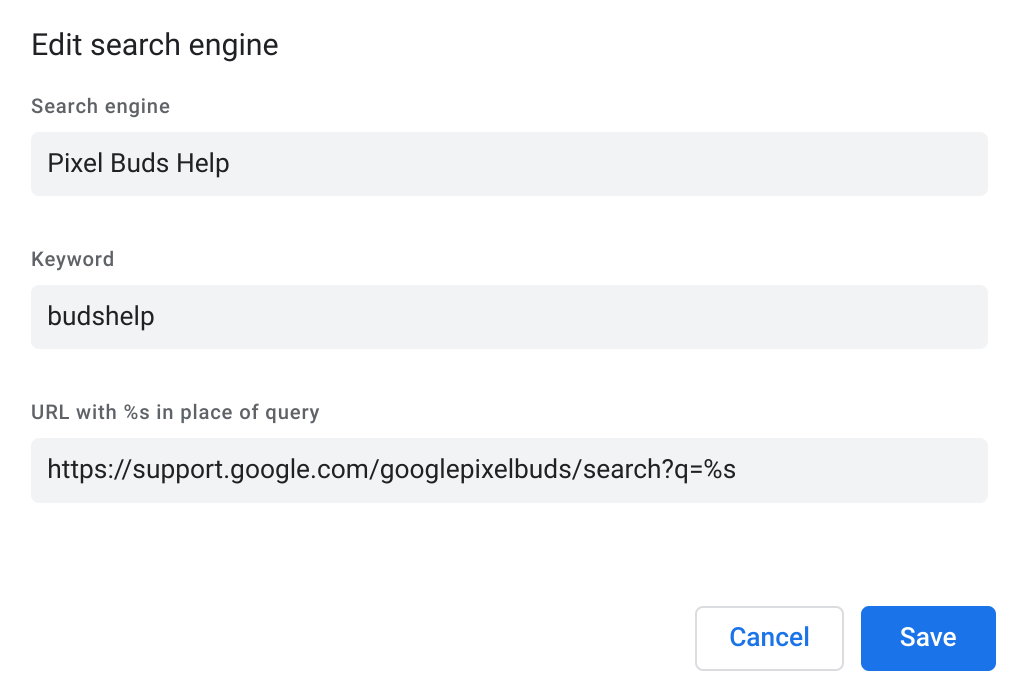 Edit search engine
Search engine
Pixel Buds Help
Keyword
budshelp
URL with %s in place of query
https://support.google.com/googlepixelbuds/search?q=%s
Cancel Save